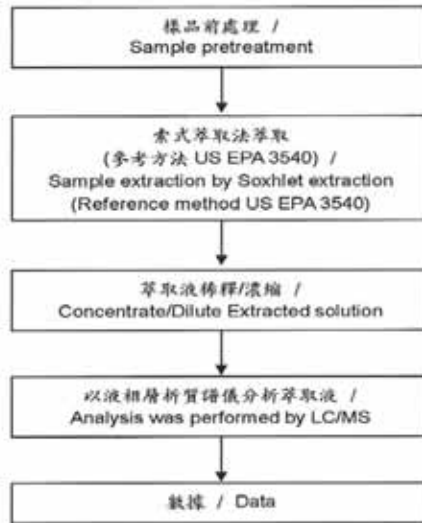 樣品前處理 /
Sample pretreatment
索式萃取法萃取
(參考方法 US EPA 3540) /
Sample extraction by Soxhlet extraction
(Reference method US EPA 3540)
萃取液稀釋/濃縮 /
Concentrate/Dilute Extracted solution
以液相層析質譜儀分析萃取液 /
Analysis was performed by LC/MS
數據 / Data